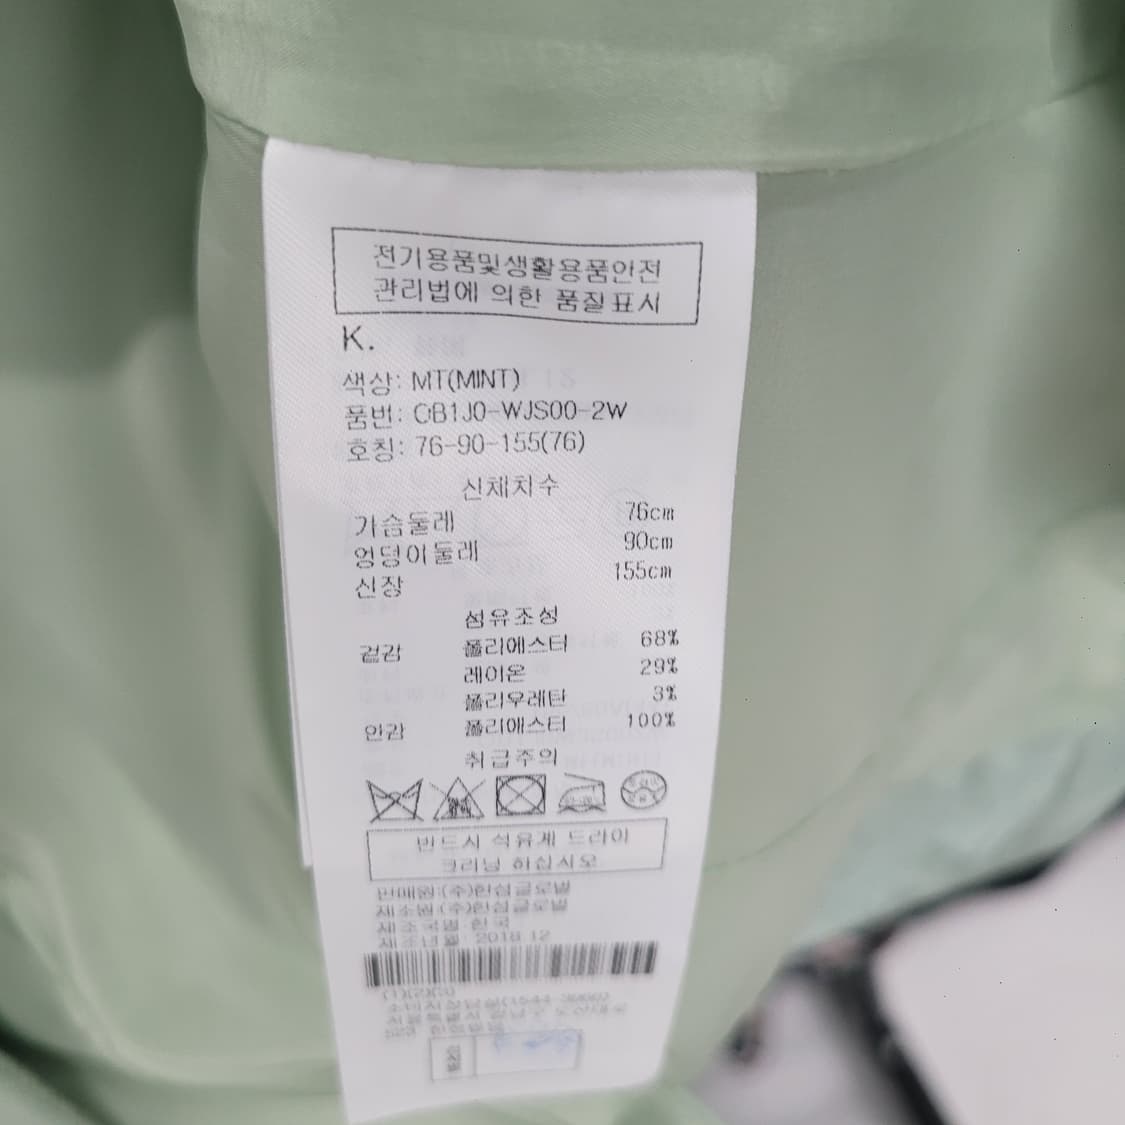 전기용품및생활용품안전
관리법에 의한 품질표시
K.
색상: MT(MINT)
품번: OB1J0-WJS00-2W
호칭: 76-90-155(76)
신체치수
가슴둘레 76cm
엉덩이둘레 90cm
신장 155cm
섬유조성
겉감 폴리에스터 68%
레이온 29%
폴리우레탄 3%
안감 폴리에스터 100%
취급주의
반드시 석유계 드라이
크리닝 하십시오
판매원:(주)한섬글로벌
제조원:(주)한섬글로벌
제조국명:한국
제조년월: 2018.12
(1)(2)(3)